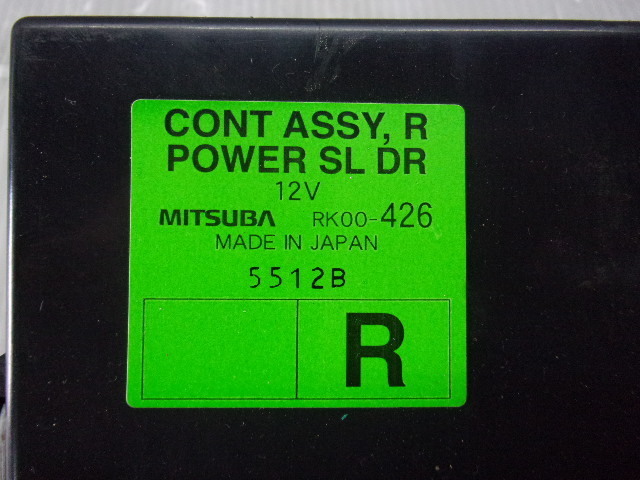 CONT ASSY, R
POWER SL DR
12V
MITSUBA RK00-426
MADE IN JAPAN
5512B
R